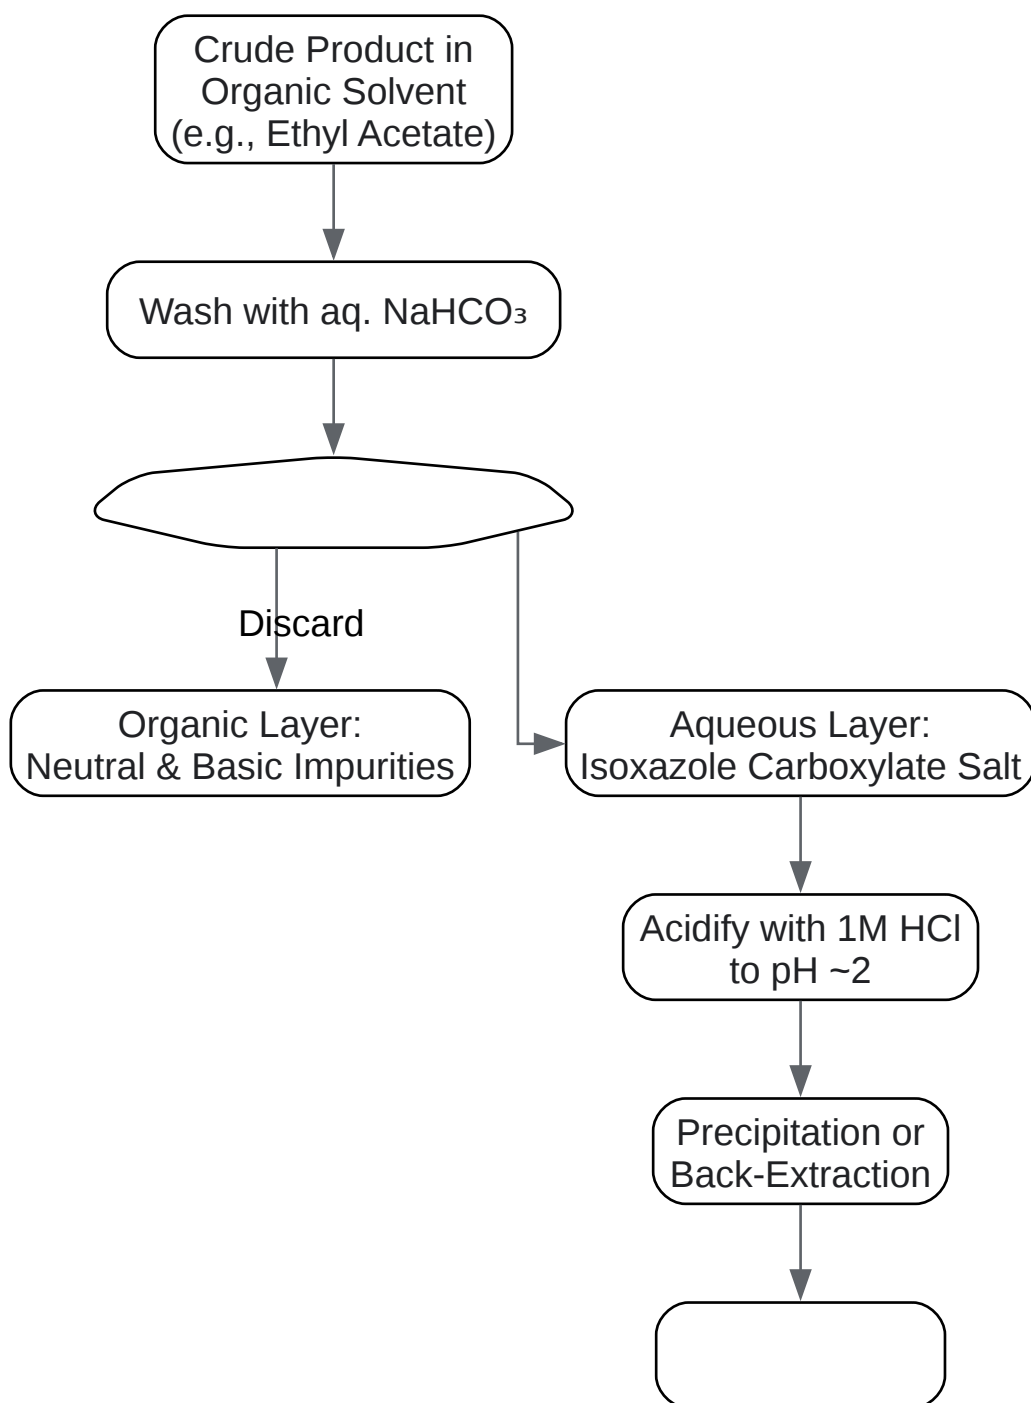 Crude Product in
Organic Solvent
(e.g., Ethyl Acetate)
Wash with aq. NaHCO₃
Discard
Organic Layer:
Neutral & Basic Impurities
Aqueous Layer:
Isoxazole Carboxylate Salt
Acidify with 1M HCl
to pH ~2
Precipitation or
Back-Extraction